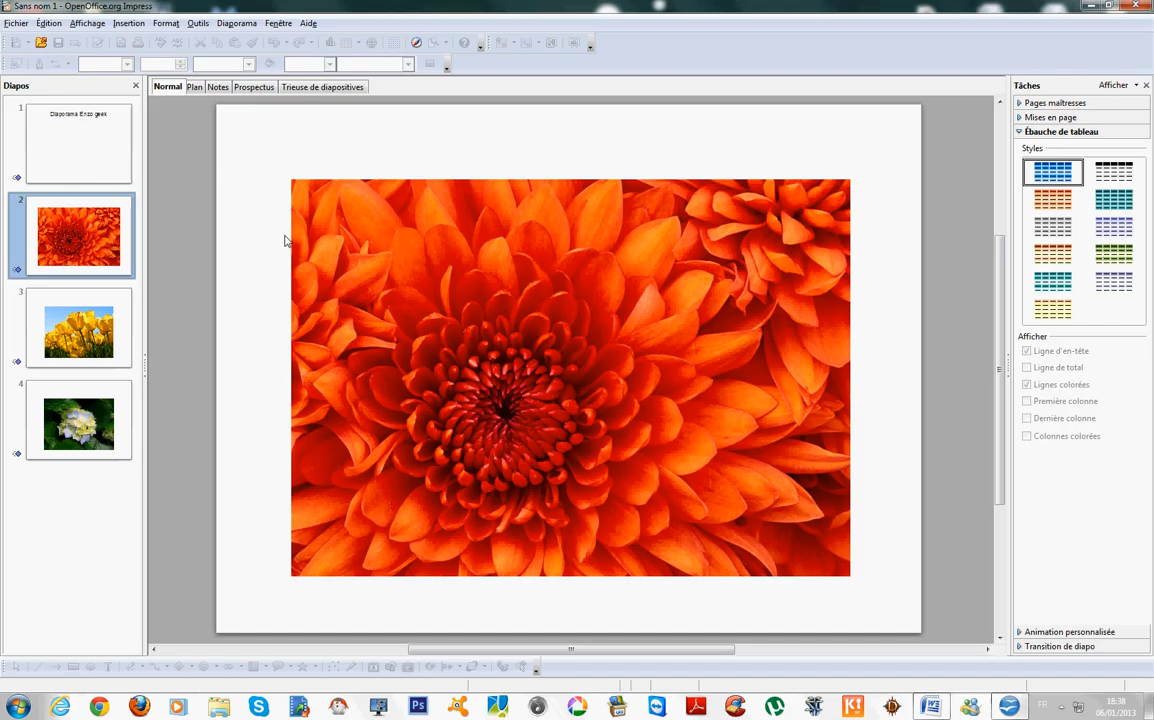 Sans nom 1 - OpenOffice.org Impress
Fichier Édition Affichage Insertion Format Outils Diaporama Fenêtre Aide
Diapos
Normal Plan Notes Prospectus Trieuse de diapositives
Tâches Afficher
1
Diaporama Enzo geek
2
3
4
Pages maîtresses
Mises en page
Ébauche de tableau
Styles
Afficher
Ligne d'en-tête
Ligne de total
Lignes colorées
Première colonne
Dernière colonne
Colonnes colorées
Animation personnalisée
Transition de diapo
FR
18:38
06/01/2013